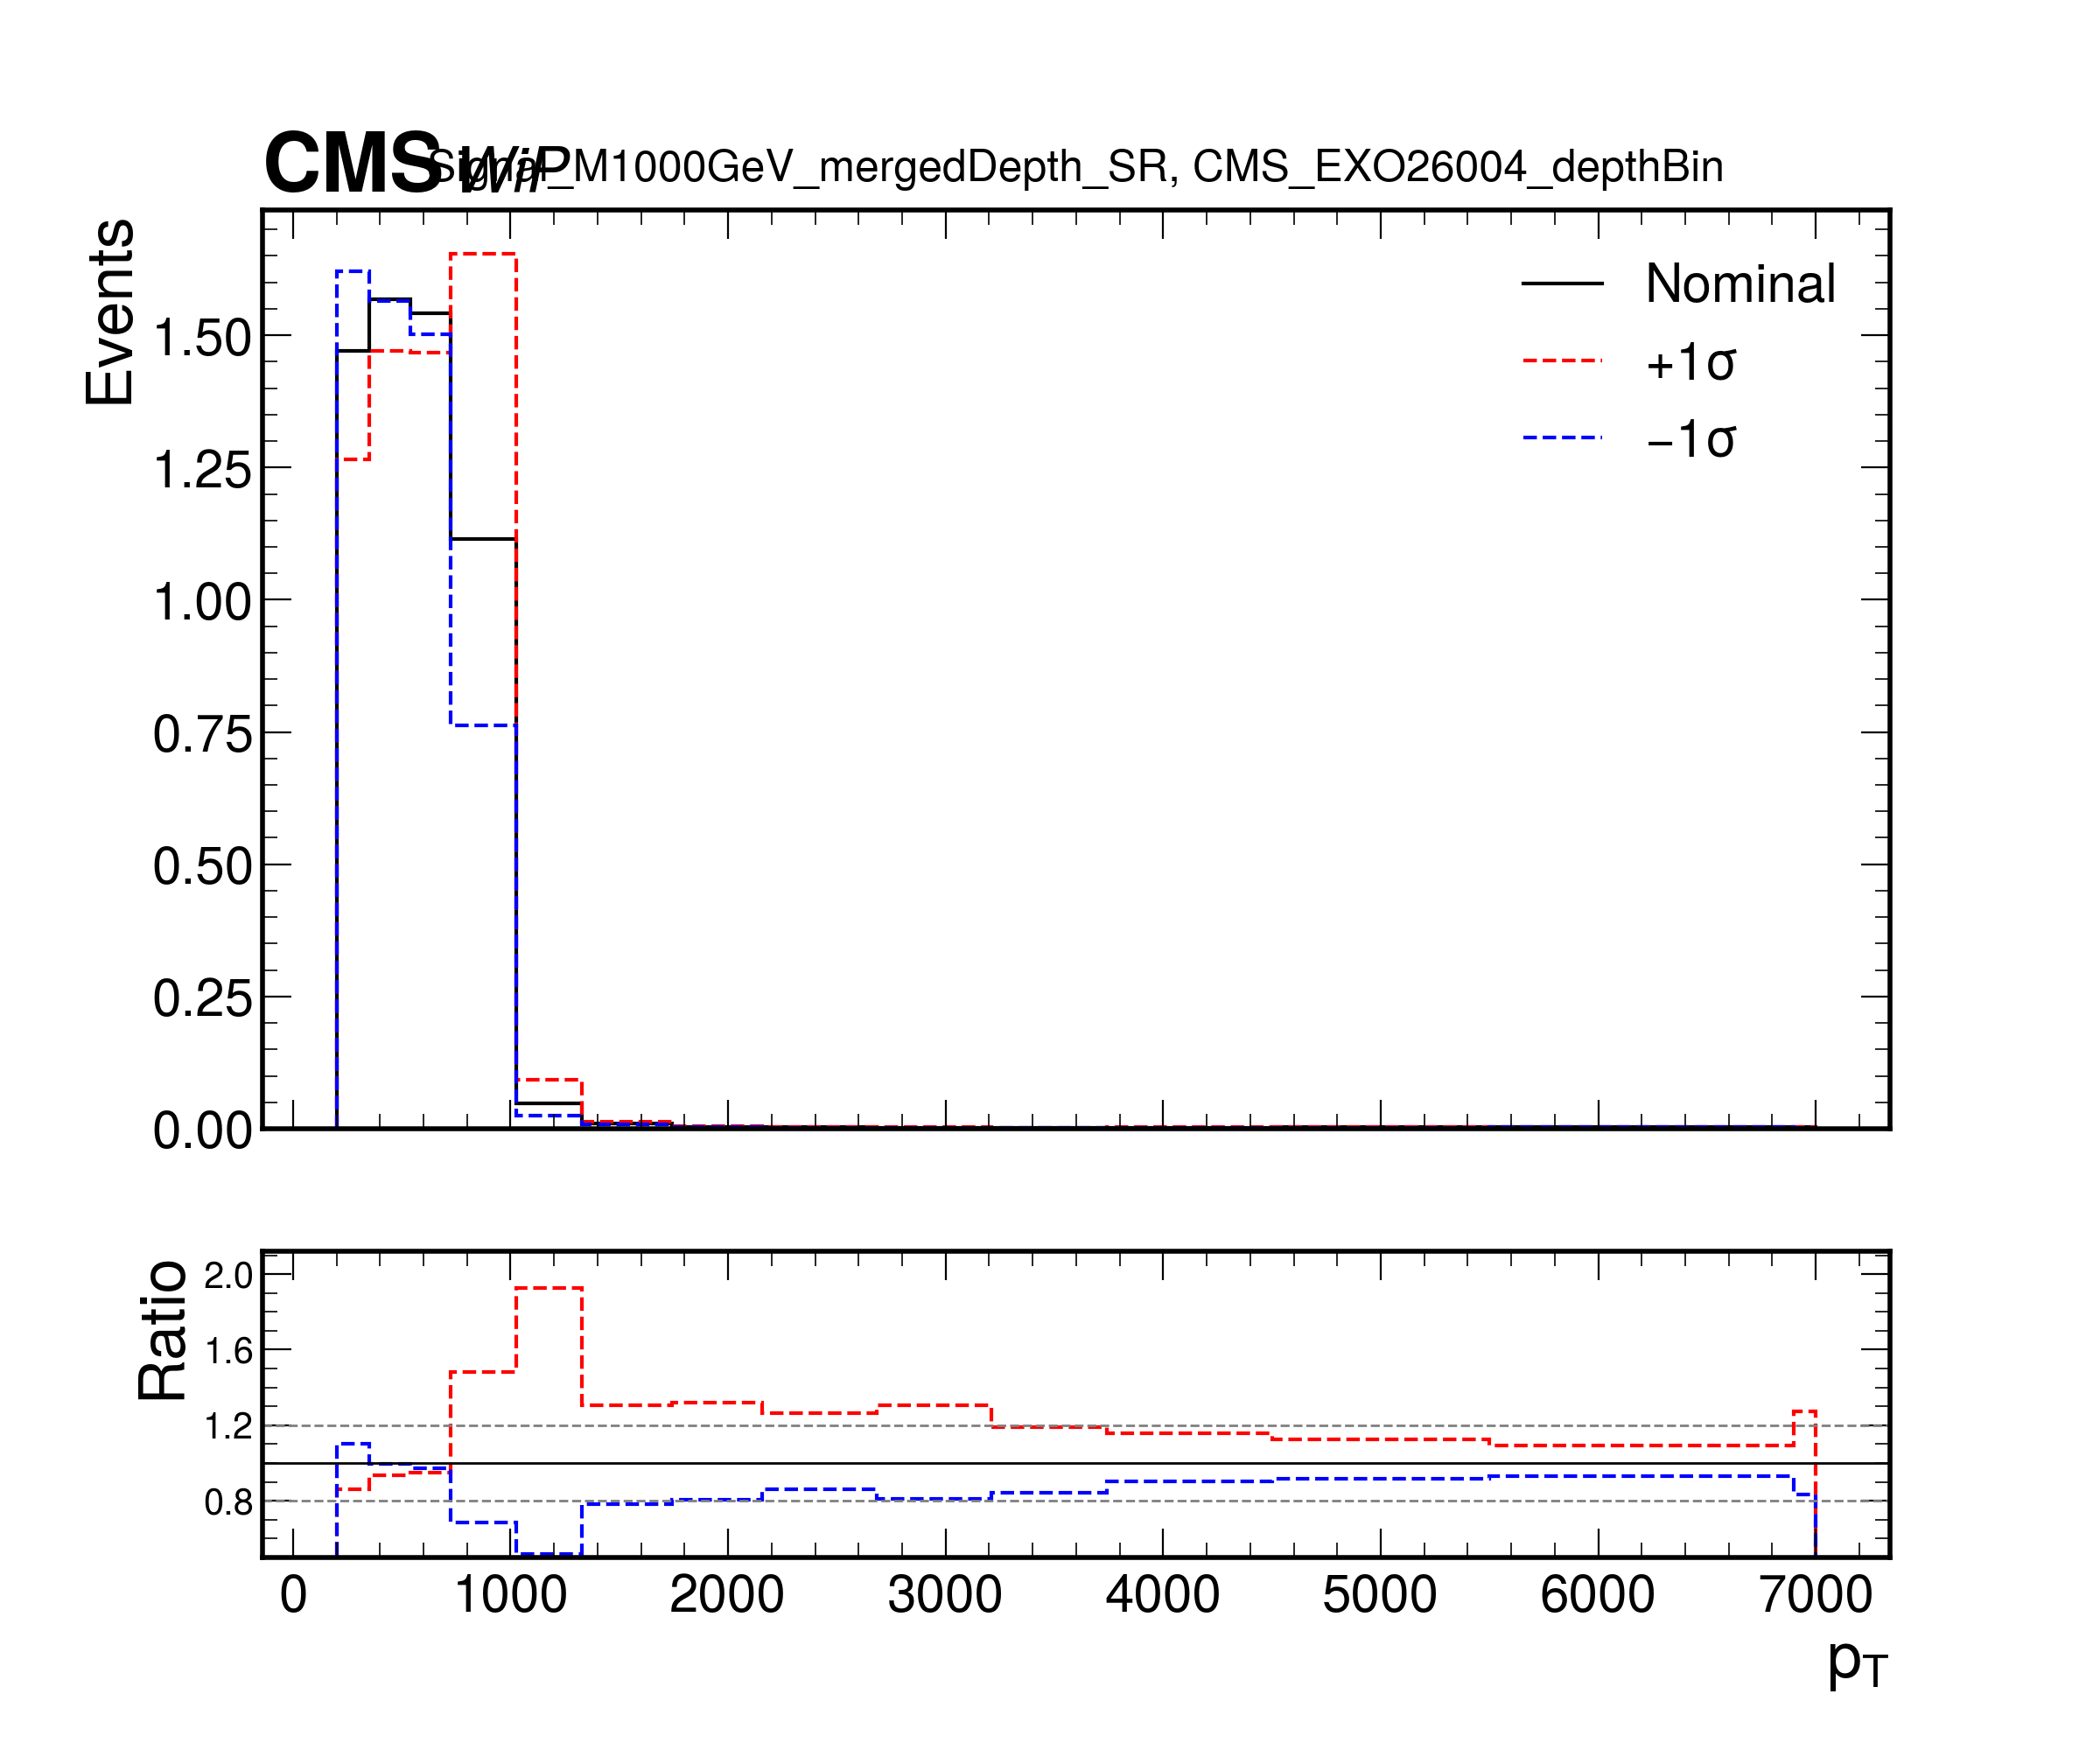 CMS WiP Signal_M1000GeV_mergedDepth_SR, CMS_EXO26004_depthBin
Events
Nominal
+1σ
−1σ
1.50
1.25
1.00
0.75
0.50
0.25
0.00
Ratio
2.0
1.6
1.2
0.8
0 1000 2000 3000 4000 5000 6000 7000
pT